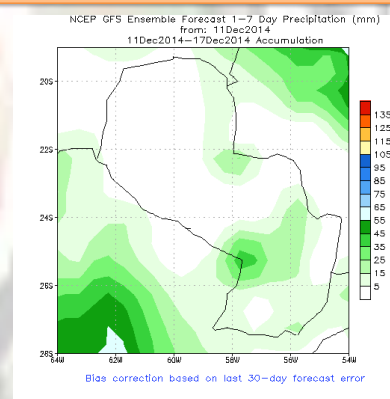 NCEP GFS Ensemble Forecast 1-7 Day Precipitation (mm)
from: 11Dec2014
11Dec2014-17Dec2014 Accumulation
20S
22S
24S
26S
28S
64W 62W 60W 58W 56W 54W
135
125
115
105
95
85
75
65
55
45
35
25
15
5
Bias correction based on last 30-day forecast error